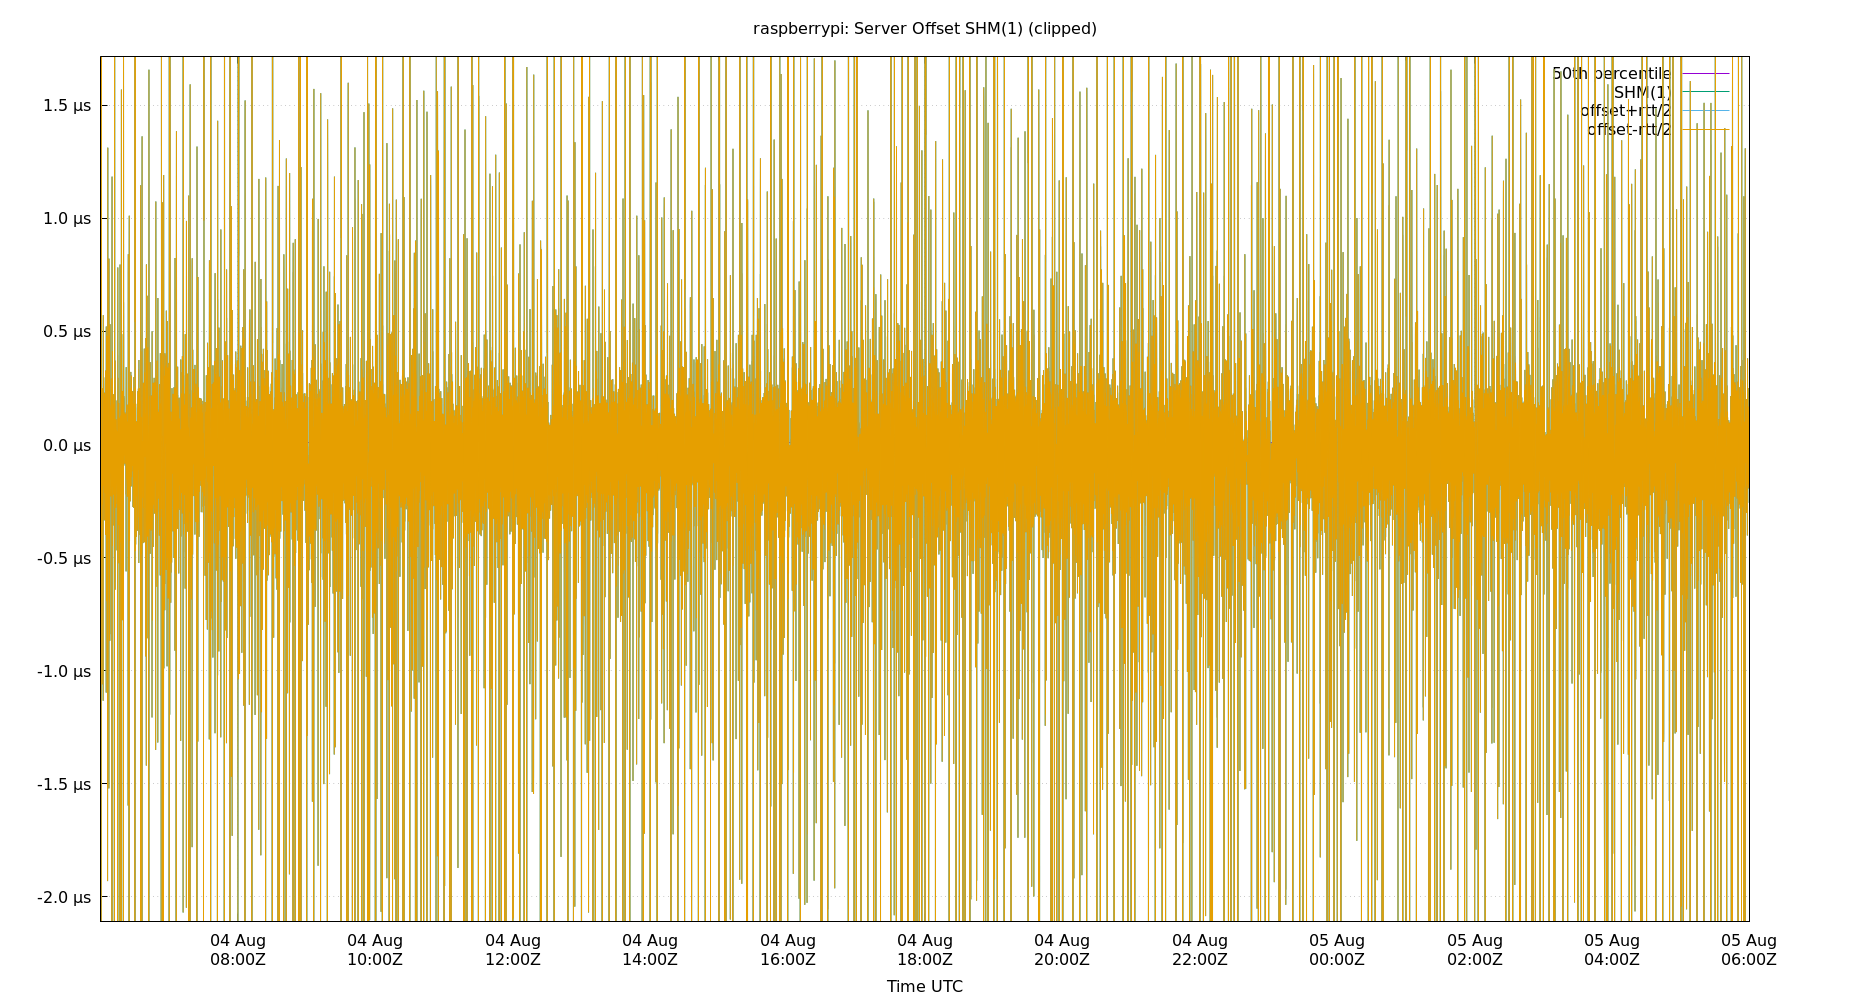 raspberrypi: Server Offset SHM(1) (clipped)
50th percentile
SHM(1)
offset+rtt/2
offset-rtt/2
1.5 µs
1.0 µs
0.5 µs
0.0 µs
-0.5 µs
-1.0 µs
-1.5 µs
-2.0 µs
04 Aug 04 Aug 04 Aug 04 Aug 04 Aug 04 Aug 04 Aug 04 Aug 05 Aug 05 Aug 05 Aug 05 Aug
08:00Z 10:00Z 12:00Z 14:00Z 16:00Z 18:00Z 20:00Z 22:00Z 00:00Z 02:00Z 04:00Z 06:00Z
Time UTC